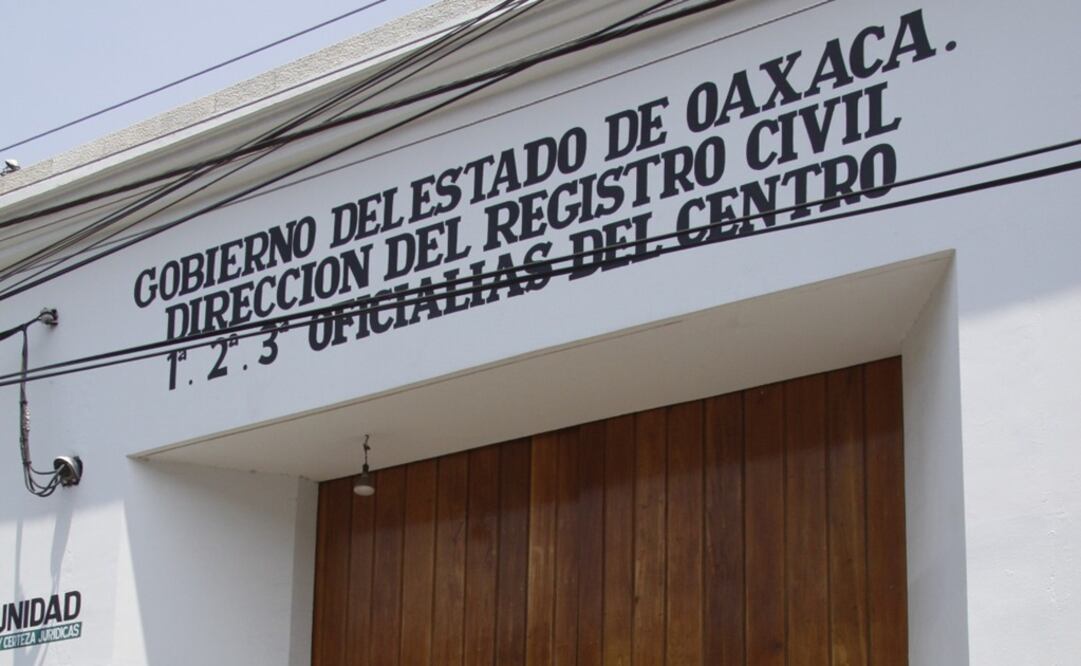 GOBIERNO DEL ESTADO DE OAXACA.
DIRECCION DEL REGISTRO CIVIL
1ª. 2ª. 3ª OFICIALIAS DEL CENTRO
UNIDAD
Y CERTEZA JURIDICAS